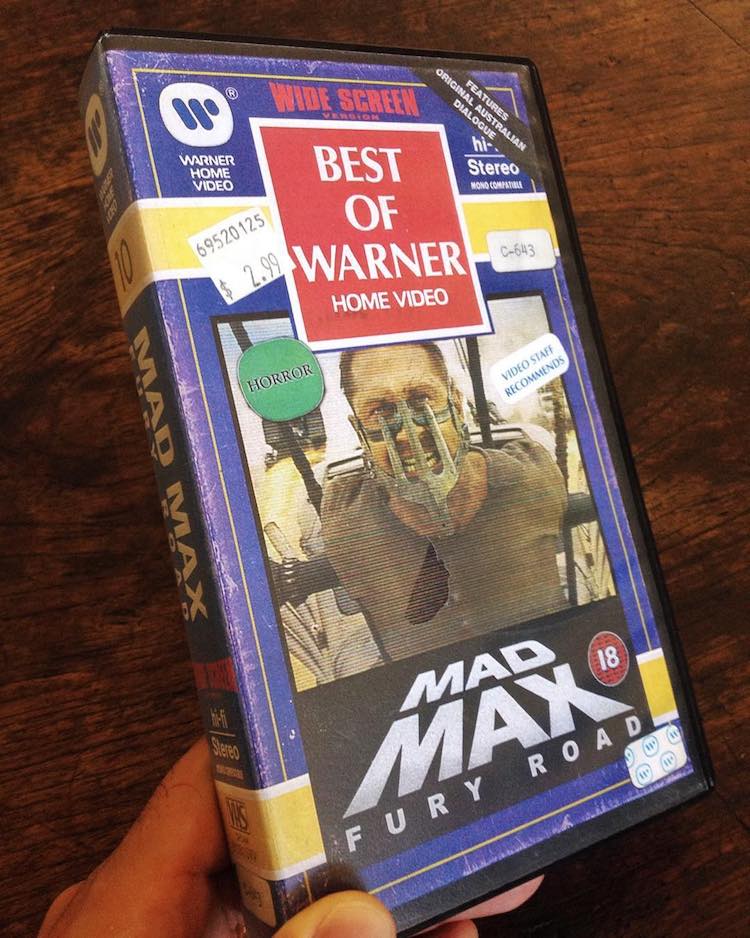 WIDE SCREEN
VERSION
FEATURES
ORIGINAL AUSTRALIAN
DIALOGUE
®
WARNER
HOME
VIDEO
hi-
Stereo
MONO COMPATIBLE
BEST
OF
WARNER
HOME VIDEO
69520125
$ 2.99
C-643
HORROR
VIDEO STAFF
RECOMMENDS
MAD
MAX
FURY ROAD
18
10
MAD MAX
FURY ROAD
WIDE SCREEN
hi-fi
Stereo
VHS